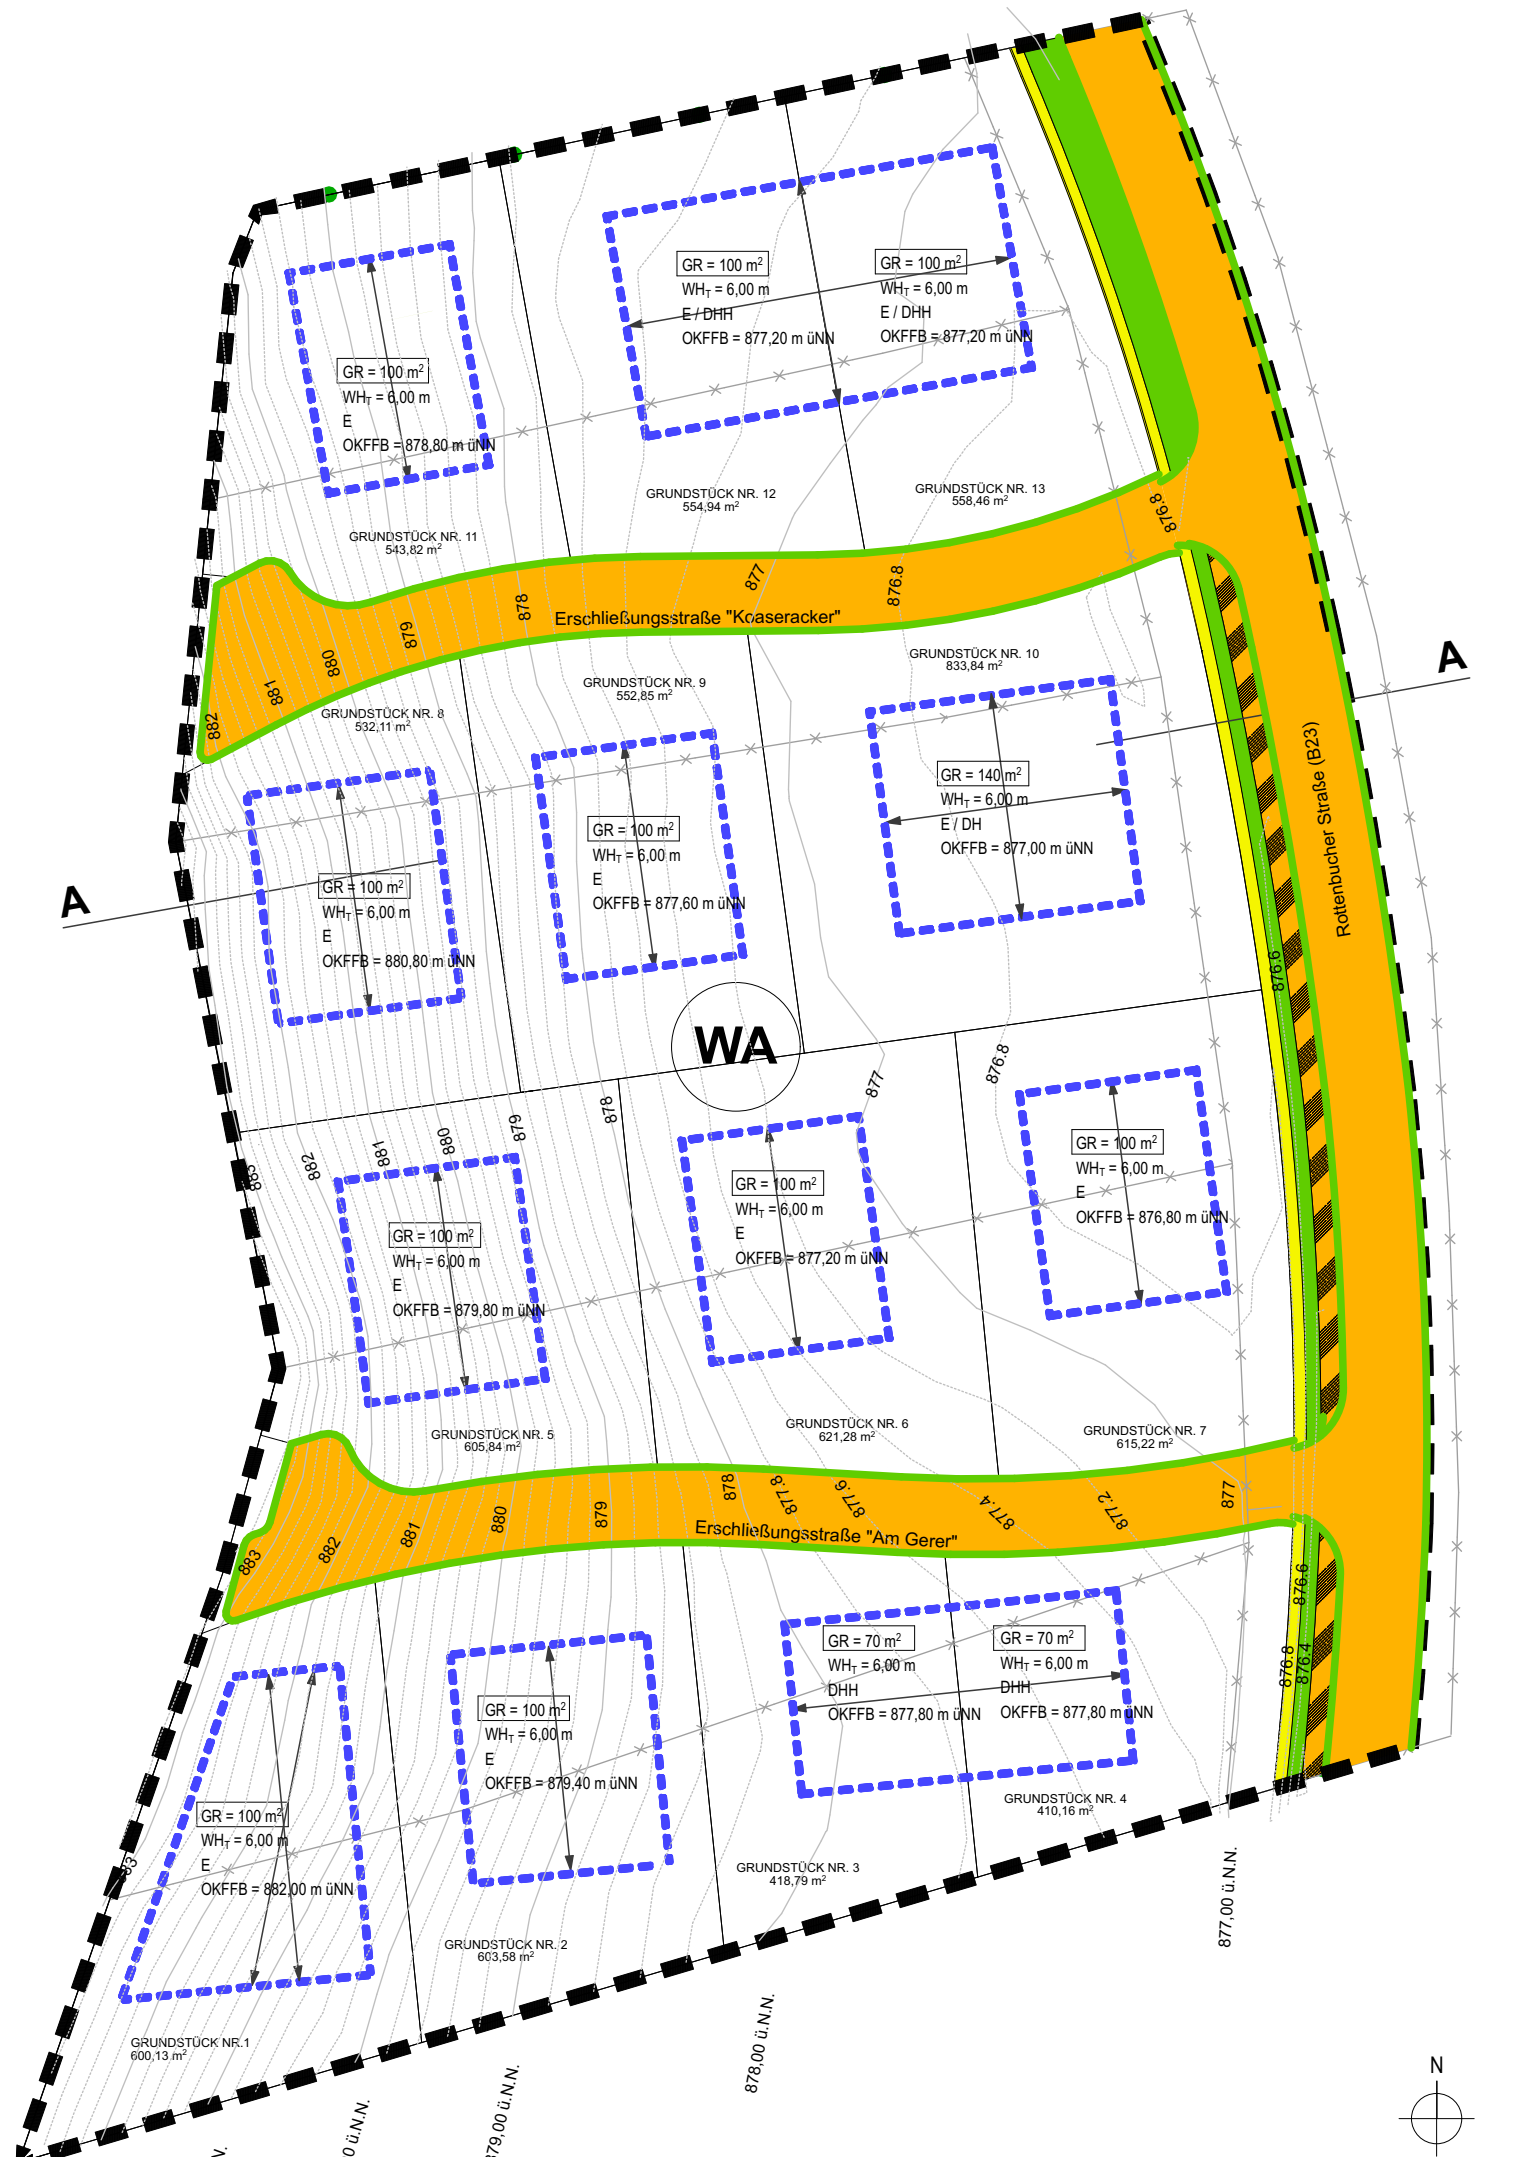 GR = 100 m²
WH_T = 6,00 m
E / DHH
OKFFB = 877,20 m üNN
GR = 100 m²
WH_T = 6,00 m
E / DHH
OKFFB = 877,20 m üNN
GR = 100 m²
WH_T = 6,00 m
E
OKFFB = 878,80 m üNN
GRUNDSTÜCK NR. 12
554,94 m²
GRUNDSTÜCK NR. 13
558,46 m²
GRUNDSTÜCK NR. 11
543,82 m²
876.8
877
876.8
878
879
880
881
882
Erschließungsstraße "Koaseracker"
GRUNDSTÜCK NR. 10
833,84 m²
GRUNDSTÜCK NR. 9
552,85 m²
GRUNDSTÜCK NR. 8
532,11 m²
A
Rottenbucher Straße (B23)
GR = 140 m²
WH_T = 6,00 m
E / DH
OKFFB = 877,00 m üNN
GR = 100 m²
WH_T = 6,00 m
E
OKFFB = 877,60 m üNN
GR = 100 m²
WH_T = 6,00 m
E
OKFFB = 880,80 m üNN
A
876.6
WA
876.8
877
878
879
880
881
882
883
GR = 100 m²
WH_T = 6,00 m
E
OKFFB = 876,80 m üNN
GR = 100 m²
WH_T = 6,00 m
E
OKFFB = 877,20 m üNN
GR = 100 m²
WH_T = 6,00 m
E
OKFFB = 879,80 m üNN
GRUNDSTÜCK NR. 6
621,28 m²
GRUNDSTÜCK NR. 7
615,22 m²
GRUNDSTÜCK NR. 5
605,84 m²
883
882
881
880
879
878
877.8
877.6
877.4
877.2
877
Erschließungsstraße "Am Gerer"
876.6
876.8
876.4
GR = 70 m²
WH_T = 6,00 m
DHH
OKFFB = 877,80 m üNN
GR = 70 m²
WH_T = 6,00 m
DHH
OKFFB = 877,80 m üNN
GR = 100 m²
WH_T = 6,00 m
E
OKFFB = 879,40 m üNN
GR = 100 m²
WH_T = 6,00 m
E
OKFFB = 882,00 m üNN
GRUNDSTÜCK NR. 4
410,16 m²
GRUNDSTÜCK NR. 3
418,79 m²
GRUNDSTÜCK NR. 2
603,58 m²
GRUNDSTÜCK NR.1
600,13 m²
877,00 ü.N.N.
878,00 ü.N.N.
879,00 ü.N.N.
0 ü.N.N.
N